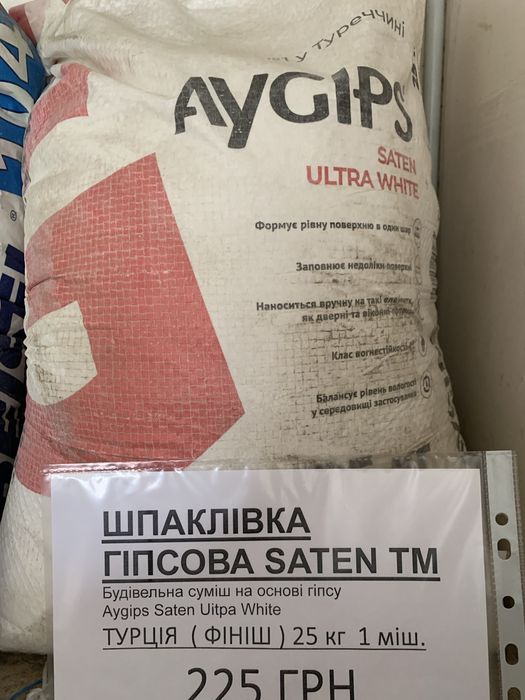 у туреччині
AYGIPS
SATEN
ULTRA WHITE
Формує рівну поверхню в один шар
Заповнює недоліки поверхні
Наноситься вручну на такі елементи,
як дверні та віконні
Клас вогнестійкості
Балансує рівень вологості
у середовищі застосування
ШПАКЛІВКА
ГІПСОВА SATEN ТМ
Будівельна суміш на основі гіпсу
Aygips Saten Uitpa White
ТУРЦІЯ ( ФІНІШ ) 25 кг 1 міш.
225 ГРН